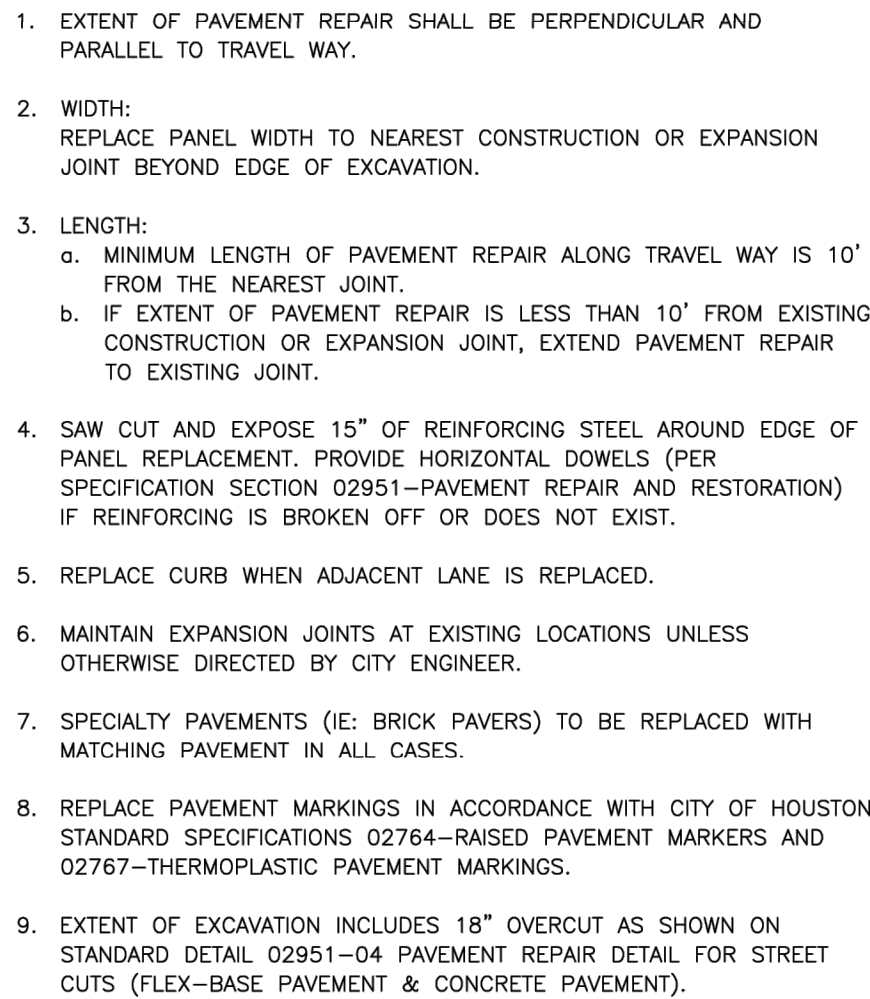 1. EXTENT OF PAVEMENT REPAIR SHALL BE PERPENDICULAR AND
PARALLEL TO TRAVEL WAY.
2. WIDTH:
REPLACE PANEL WIDTH TO NEAREST CONSTRUCTION OR EXPANSION
JOINT BEYOND EDGE OF EXCAVATION.
3. LENGTH:
a. MINIMUM LENGTH OF PAVEMENT REPAIR ALONG TRAVEL WAY IS 10'
FROM THE NEAREST JOINT.
b. IF EXTENT OF PAVEMENT REPAIR IS LESS THAN 10' FROM EXISTING
CONSTRUCTION OR EXPANSION JOINT, EXTEND PAVEMENT REPAIR
TO EXISTING JOINT.
4. SAW CUT AND EXPOSE 15" OF REINFORCING STEEL AROUND EDGE OF
PANEL REPLACEMENT. PROVIDE HORIZONTAL DOWELS (PER
SPECIFICATION SECTION 02951-PAVEMENT REPAIR AND RESTORATION)
IF REINFORCING IS BROKEN OFF OR DOES NOT EXIST.
5. REPLACE CURB WHEN ADJACENT LANE IS REPLACED.
6. MAINTAIN EXPANSION JOINTS AT EXISTING LOCATIONS UNLESS
OTHERWISE DIRECTED BY CITY ENGINEER.
7. SPECIALTY PAVEMENTS (IE: BRICK PAVERS) TO BE REPLACED WITH
MATCHING PAVEMENT IN ALL CASES.
8. REPLACE PAVEMENT MARKINGS IN ACCORDANCE WITH CITY OF HOUSTON
STANDARD SPECIFICATIONS 02764-RAISED PAVEMENT MARKERS AND
02767-THERMOPLASTIC PAVEMENT MARKINGS.
9. EXTENT OF EXCAVATION INCLUDES 18" OVERCUT AS SHOWN ON
STANDARD DETAIL 02951-04 PAVEMENT REPAIR DETAIL FOR STREET
CUTS (FLEX-BASE PAVEMENT & CONCRETE PAVEMENT).